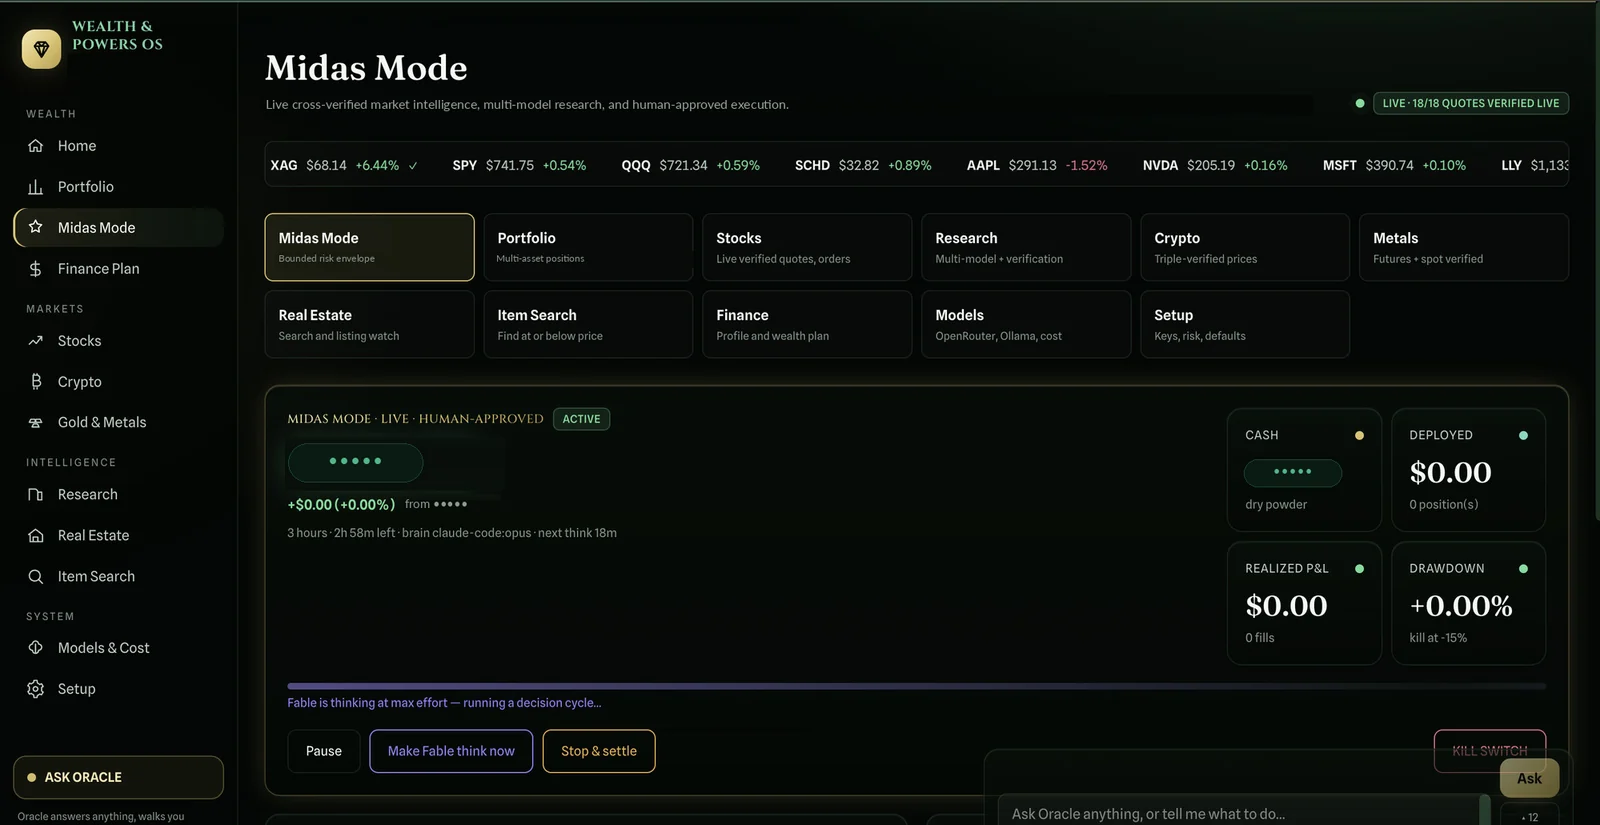 WEALTH &
POWERS OS
WEALTH
Home
Portfolio
Midas Mode
Finance Plan
MARKETS
Stocks
Crypto
Gold & Metals
INTELLIGENCE
Research
Real Estate
Item Search
SYSTEM
Models & Cost
Setup
ASK ORACLE
Oracle answers anything, walks you
Midas Mode
Live cross-verified market intelligence, multi-model research, and human-approved execution.
LIVE · 18/18 QUOTES VERIFIED LIVE
XAG $68.14 +6.44% ✓ SPY $741.75 +0.54% QQQ $721.34 +0.59% SCHD $32.82 +0.89% AAPL $291.13 -1.52% NVDA $205.19 +0.16% MSFT $390.74 +0.10% LLY $1,133
Midas Mode
Bounded risk envelope
Portfolio
Multi-asset positions
Stocks
Live verified quotes, orders
Research
Multi-model + verification
Crypto
Triple-verified prices
Metals
Futures + spot verified
Real Estate
Search and listing watch
Item Search
Find at or below price
Finance
Profile and wealth plan
Models
OpenRouter, Ollama, cost
Setup
Keys, risk, defaults
MIDAS MODE · LIVE · HUMAN-APPROVED ACTIVE
•••••
+$0.00 (+0.00%) from •••••
3 hours · 2h 58m left · brain claude-code:opus · next think 18m
CASH
•••••
dry powder
DEPLOYED
$0.00
0 position(s)
REALIZED P&L
$0.00
0 fills
DRAWDOWN
+0.00%
kill at -15%
Fable is thinking at max effort — running a decision cycle...
Pause
Make Fable think now
Stop & settle
KILL SWITCH
Ask
Ask Oracle anything, or tell me what to do...
• 12